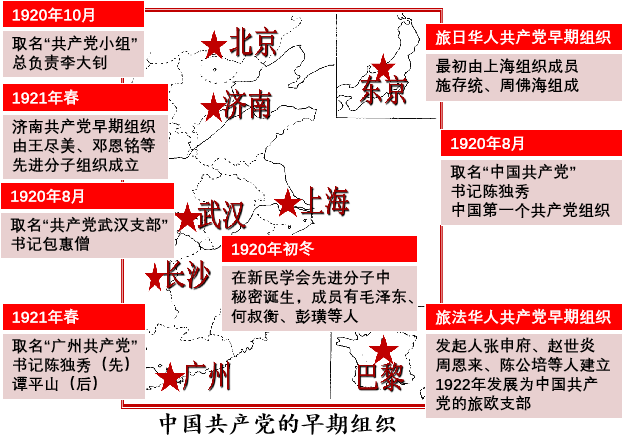 1920年10月
取名“共产党小组”
总负责李大钊
北京
旅日华人共产党早期组织
最初由上海组织成员
施存统、周佛海组成
东京
1921年春
济南共产党早期组织
由王尽美、邓恩铭等
先进分子组织成立
济南
1920年8月
取名“中国共产党”
书记陈独秀
中国第一个共产党组织
上海
1920年8月
取名“共产党武汉支部”
书记包惠僧
武汉
1920年初冬
在新民学会先进分子中
秘密诞生，成员有毛泽东、
何叔衡、彭璜等人
长沙
1921年春
取名“广州共产党”
书记陈独秀（先）
谭平山（后）
广州
旅法华人共产党早期组织
发起人张申府、赵世炎
周恩来、陈公培等人建立
1922年发展为中国共产
党的旅欧支部
巴黎
中国共产党的早期组织